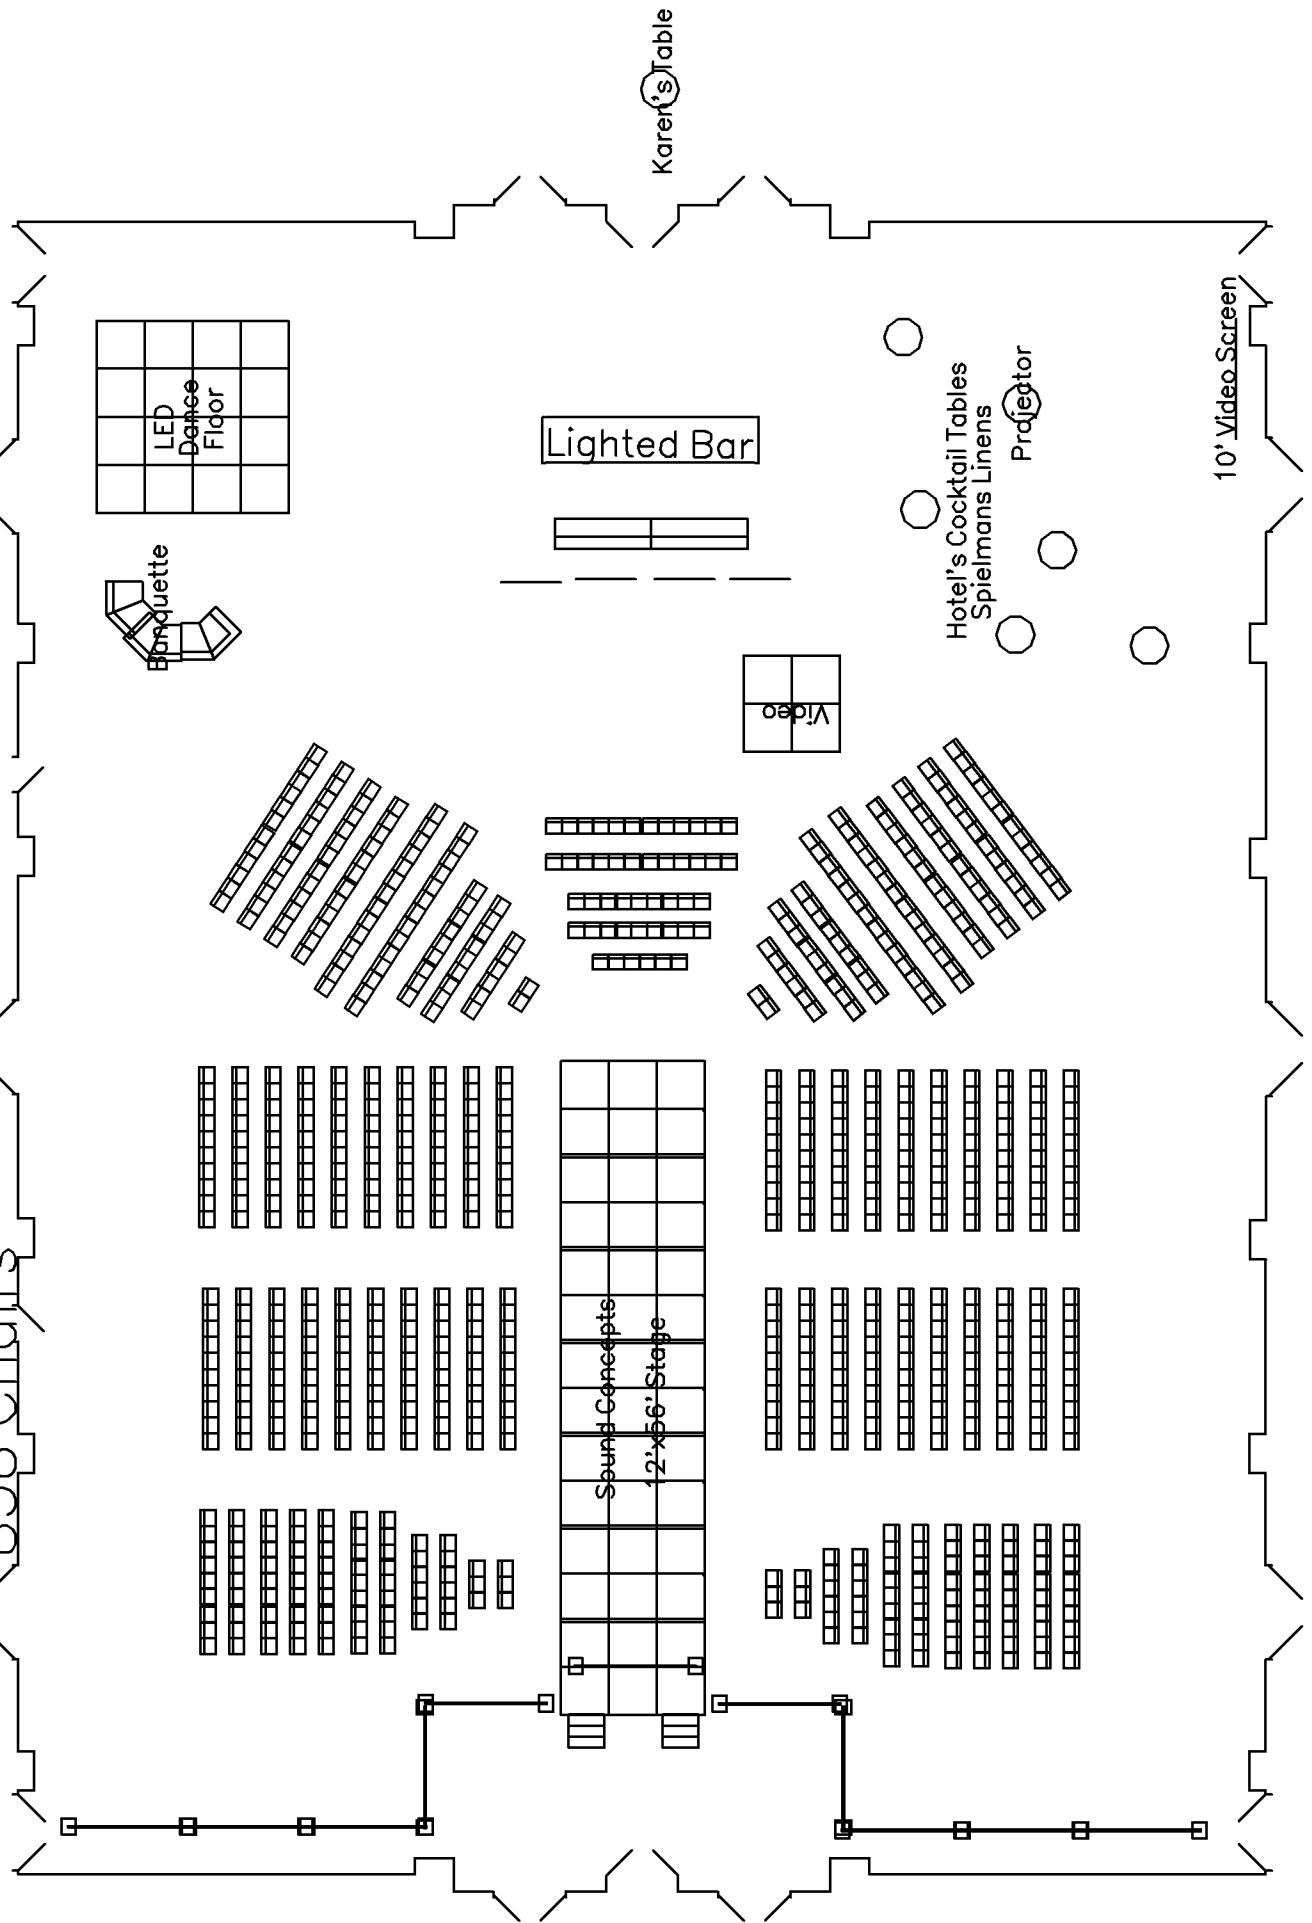 Karen's Table
10' Video Screen
LED
Dance
Floor
Projector
Lighted Bar
Hotel's Cocktail Tables
Spielmans Linens
Banquette
Video
Sound Concepts
12'x56' Stage